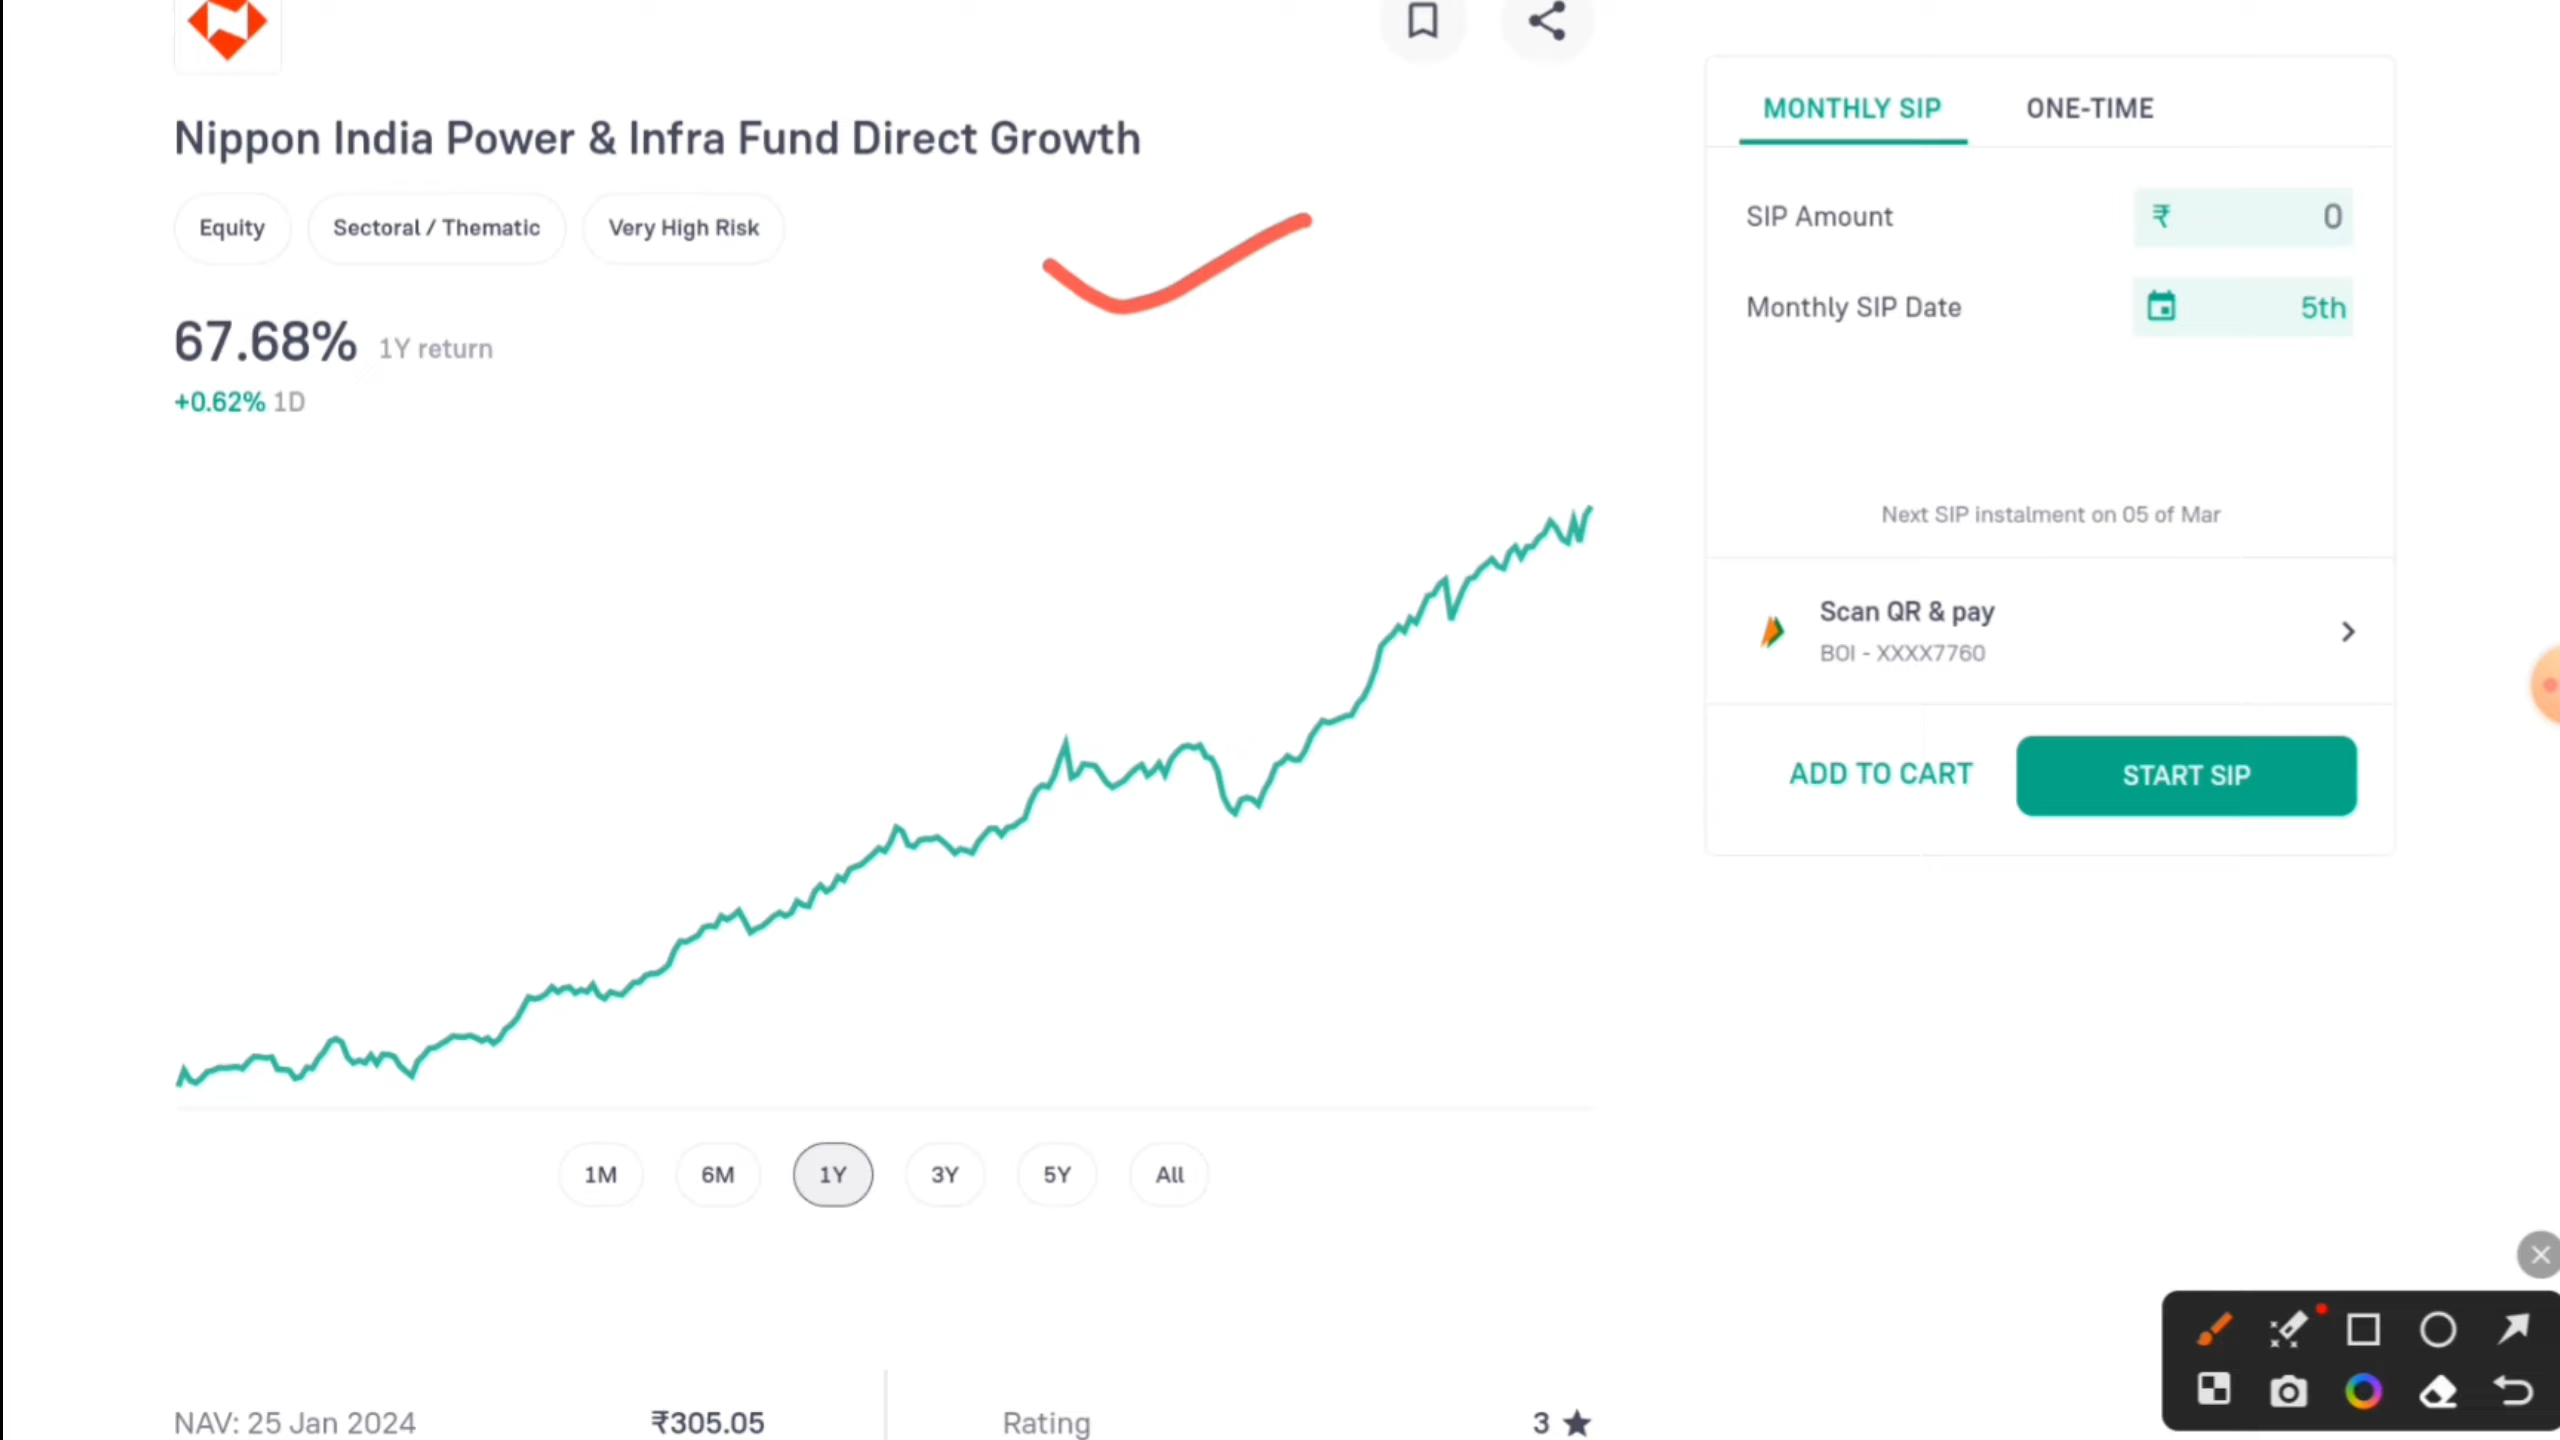 Nippon India Power & Infra Fund Direct Growth
Equity
Sectoral / Thematic
Very High Risk
67.68% 1Y return
+0.62% 1D
1M
6M
1Y
3Y
5Y
All
NAV: 25 Jan 2024
₹305.05
Rating
3 ★
MONTHLY SIP
ONE-TIME
SIP Amount
₹ 0
Monthly SIP Date
5th
Next SIP instalment on 05 of Mar
Scan QR & pay
BOI - XXXX7760
ADD TO CART
START SIP